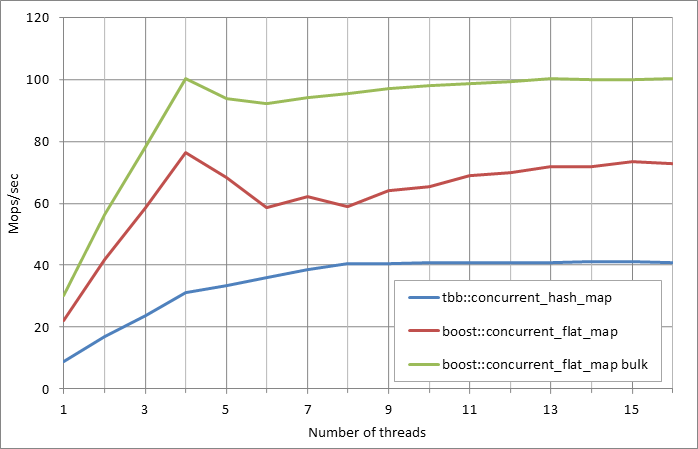 120
100
80
60
40
20
0
Mops/sec
tbb::concurrent_hash_map
boost::concurrent_flat_map
boost::concurrent_flat_map bulk
1 3 5 7 9 11 13 15
Number of threads